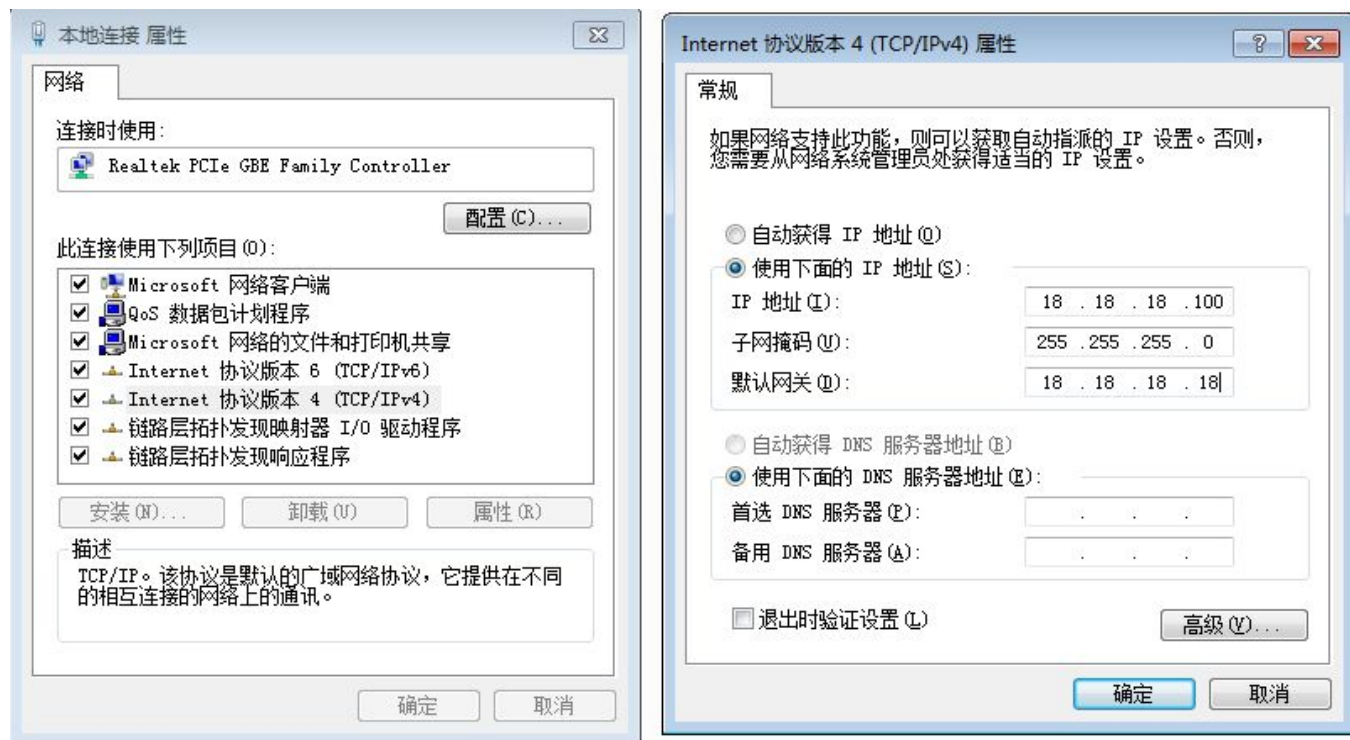 本地连接 属性
网络
连接时使用:
Realtek PCIe GBE Family Controller
配置(C)...
此连接使用下列项目(O):
Microsoft 网络客户端
QoS 数据包计划程序
Microsoft 网络的文件和打印机共享
Internet 协议版本 6 (TCP/IPv6)
Internet 协议版本 4 (TCP/IPv4)
链路层拓扑发现映射器 I/O 驱动程序
链路层拓扑发现响应程序
安装(N)... 卸载(U) 属性(R)
描述
TCP/IP。该协议是默认的广域网络协议，它提供在不同
的相互连接的网络上的通讯。
确定 取消
Internet 协议版本 4 (TCP/IPv4) 属性
常规
如果网络支持此功能，则可以获取自动指派的 IP 设置。否则，
您需要从网络系统管理员处获得适当的 IP 设置。
自动获得 IP 地址(O)
使用下面的 IP 地址(S):
IP 地址(I): 18 . 18 . 18 .100
子网掩码(U): 255 .255 .255 . 0
默认网关(D): 18 . 18 . 18 . 18
自动获得 DNS 服务器地址(B)
使用下面的 DNS 服务器地址(E):
首选 DNS 服务器(P): . . .
备用 DNS 服务器(A): . . .
退出时验证设置(L)
高级(V)...
确定 取消